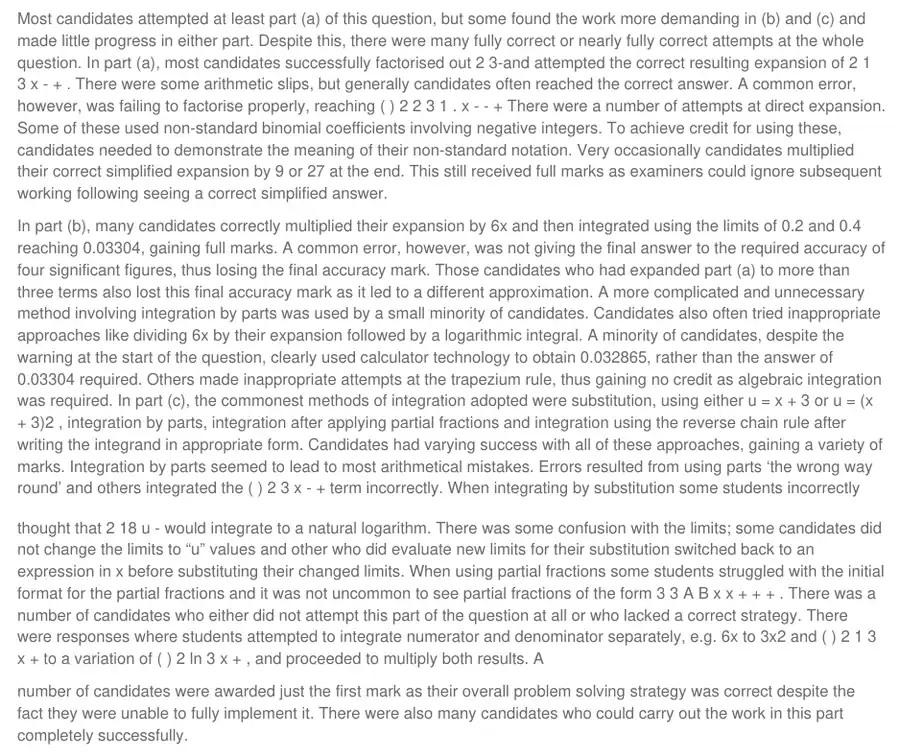 Most candidates attempted at least part (a) of this question, but some found the work more demanding in (b) and (c) and
made little progress in either part. Despite this, there were many fully correct or nearly fully correct attempts at the whole
question. In part (a), most candidates successfully factorised out 2 3-and attempted the correct resulting expansion of 2 1
3 x - + . There were some arithmetic slips, but generally candidates often reached the correct answer. A common error,
however, was failing to factorise properly, reaching ( ) 2 2 3 1 . x - - + There were a number of attempts at direct expansion.
Some of these used non-standard binomial coefficients involving negative integers. To achieve credit for using these,
candidates needed to demonstrate the meaning of their non-standard notation. Very occasionally candidates multiplied
their correct simplified expansion by 9 or 27 at the end. This still received full marks as examiners could ignore subsequent
working following seeing a correct simplified answer.
In part (b), many candidates correctly multiplied their expansion by 6x and then integrated using the limits of 0.2 and 0.4
reaching 0.03304, gaining full marks. A common error, however, was not giving the final answer to the required accuracy of
four significant figures, thus losing the final accuracy mark. Those candidates who had expanded part (a) to more than
three terms also lost this final accuracy mark as it led to a different approximation. A more complicated and unnecessary
method involving integration by parts was used by a small minority of candidates. Candidates also often tried inappropriate
approaches like dividing 6x by their expansion followed by a logarithmic integral. A minority of candidates, despite the
warning at the start of the question, clearly used calculator technology to obtain 0.032865, rather than the answer of
0.03304 required. Others made inappropriate attempts at the trapezium rule, thus gaining no credit as algebraic integration
was required. In part (c), the commonest methods of integration adopted were substitution, using either u = x + 3 or u = (x
+ 3)2 , integration by parts, integration after applying partial fractions and integration using the reverse chain rule after
writing the integrand in appropriate form. Candidates had varying success with all of these approaches, gaining a variety of
marks. Integration by parts seemed to lead to most arithmetical mistakes. Errors resulted from using parts ‘the wrong way
round’ and others integrated the ( ) 2 3 x - + term incorrectly. When integrating by substitution some students incorrectly
thought that 2 18 u - would integrate to a natural logarithm. There was some confusion with the limits; some candidates did
not change the limits to “u” values and other who did evaluate new limits for their substitution switched back to an
expression in x before substituting their changed limits. When using partial fractions some students struggled with the initial
format for the partial fractions and it was not uncommon to see partial fractions of the form 3 3 A B x x + + + . There was a
number of candidates who either did not attempt this part of the question at all or who lacked a correct strategy. There
were responses where students attempted to integrate numerator and denominator separately, e.g. 6x to 3x2 and ( ) 2 1 3
x + to a variation of ( ) 2 ln 3 x + , and proceeded to multiply both results. A
number of candidates were awarded just the first mark as their overall problem solving strategy was correct despite the
fact they were unable to fully implement it. There were also many candidates who could carry out the work in this part
completely successfully.